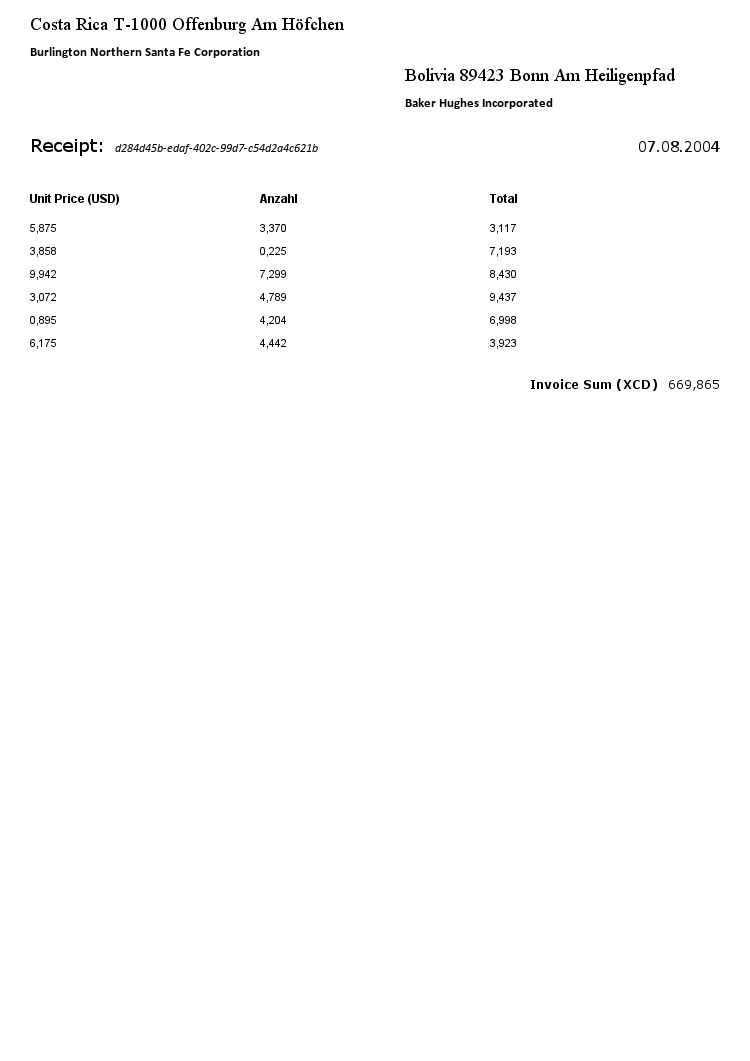 Costa Rica T-1000 Offenburg Am Höfchen
Burlington Northern Santa Fe Corporation
Bolivia 89423 Bonn Am Heiligenpfad
Baker Hughes Incorporated
Receipt: d284d45b-edaf-402c-99d7-c54d2a4c621b 07.08.2004
Unit Price (USD) Anzahl Total
5,875 3,370 3,117
3,858 0,225 7,193
9,942 7,299 8,430
3,072 4,789 9,437
0,895 4,204 6,998
6,175 4,442 3,923
Invoice Sum (XCD) 669,865